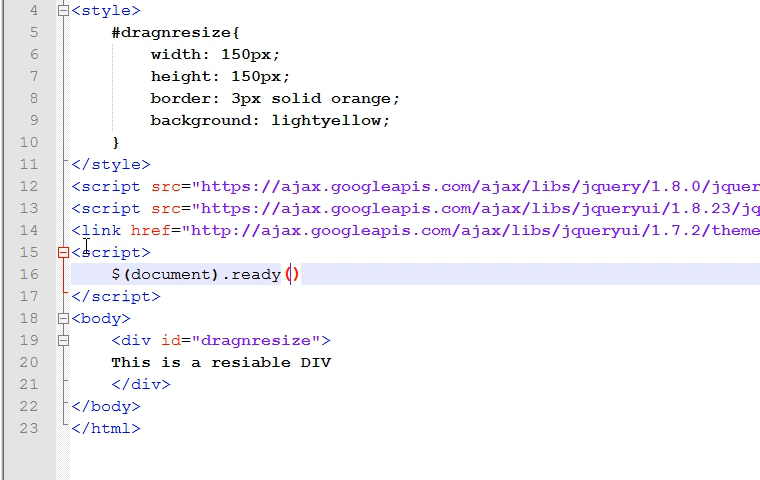 4 <style>
5 #dragnresize{
6 width: 150px;
7 height: 150px;
8 border: 3px solid orange;
9 background: lightyellow;
10 }
11 </style>
12 <script src="https://ajax.googleapis.com/ajax/libs/jquery/1.8.0/jquer
13 <script src="https://ajax.googleapis.com/ajax/libs/jqueryui/1.8.23/jq
14 <link href="http://ajax.googleapis.com/ajax/libs/jqueryui/1.7.2/theme
15 <script>
16 $(document).ready()
17 </script>
18 <body>
19 <div id="dragnresize">
20 This is a resiable DIV
21 </div>
22 </body>
23 </html>